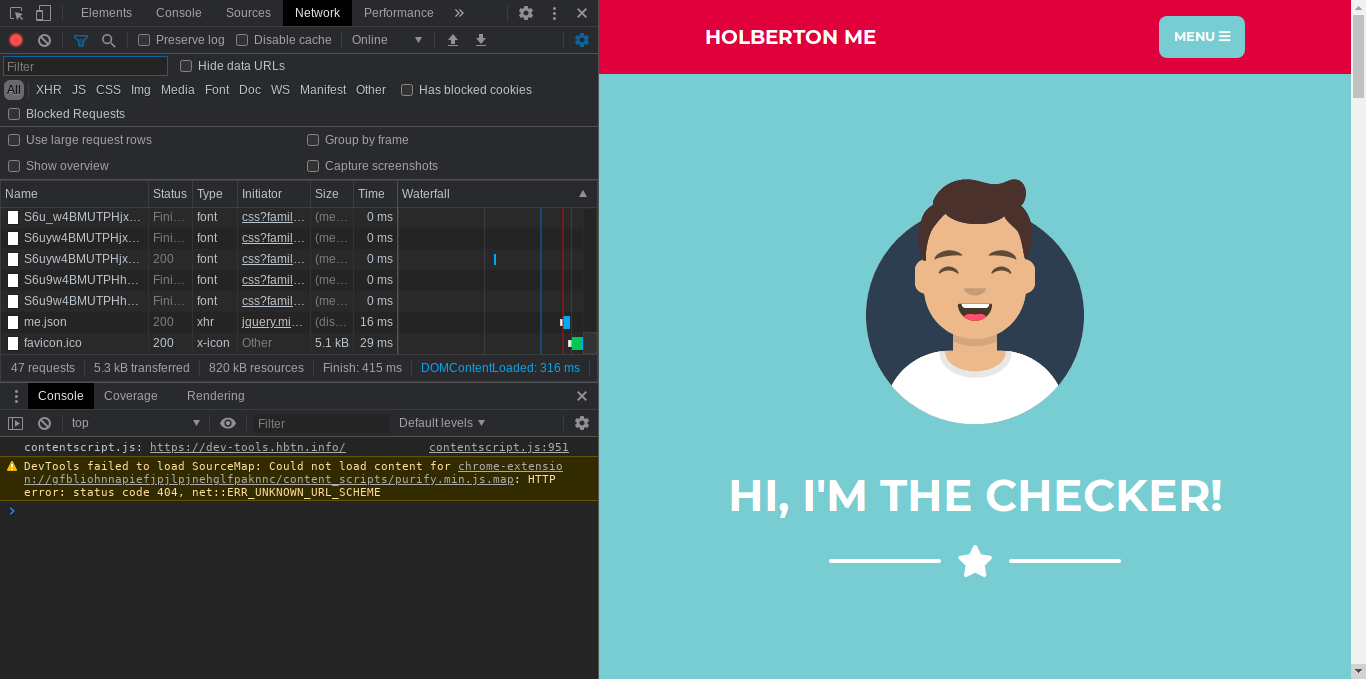 Elements Console Sources Network Performance »
Preserve log Disable cache Online
Filter Hide data URLs
All XHR JS CSS Img Media Font Doc WS Manifest Other Has blocked cookies
Blocked Requests
Use large request rows Group by frame
Show overview Capture screenshots
Name Status Type Initiator Size Time Waterfall
S6u_w4BMUTPHjx… Fini… font css?famil… (me… 0 ms
S6uyw4BMUTPHjx… Fini… font css?famil… (me… 0 ms
S6uyw4BMUTPHjx… 200 font css?famil… (me… 0 ms
S6u9w4BMUTPHh… Fini… font css?famil… (me… 0 ms
S6u9w4BMUTPHh… Fini… font css?famil… (me… 0 ms
me.json 200 xhr jquery.mi… (dis… 16 ms
favicon.ico 200 x-icon Other 5.1 kB 29 ms
47 requests 5.3 kB transferred 820 kB resources Finish: 415 ms DOMContentLoaded: 316 ms
Console Coverage Rendering
top Filter Default levels
contentscript.js: https://dev-tools.hbtn.info/ contentscript.js:951
DevTools failed to load SourceMap: Could not load content for chrome-extensio
n://gfbliohnnapiefjpjlpjnehglfpaknnc/content_scripts/purify.min.js.map: HTTP
error: status code 404, net::ERR_UNKNOWN_URL_SCHEME
HOLBERTON ME
MENU
HI, I'M THE CHECKER!